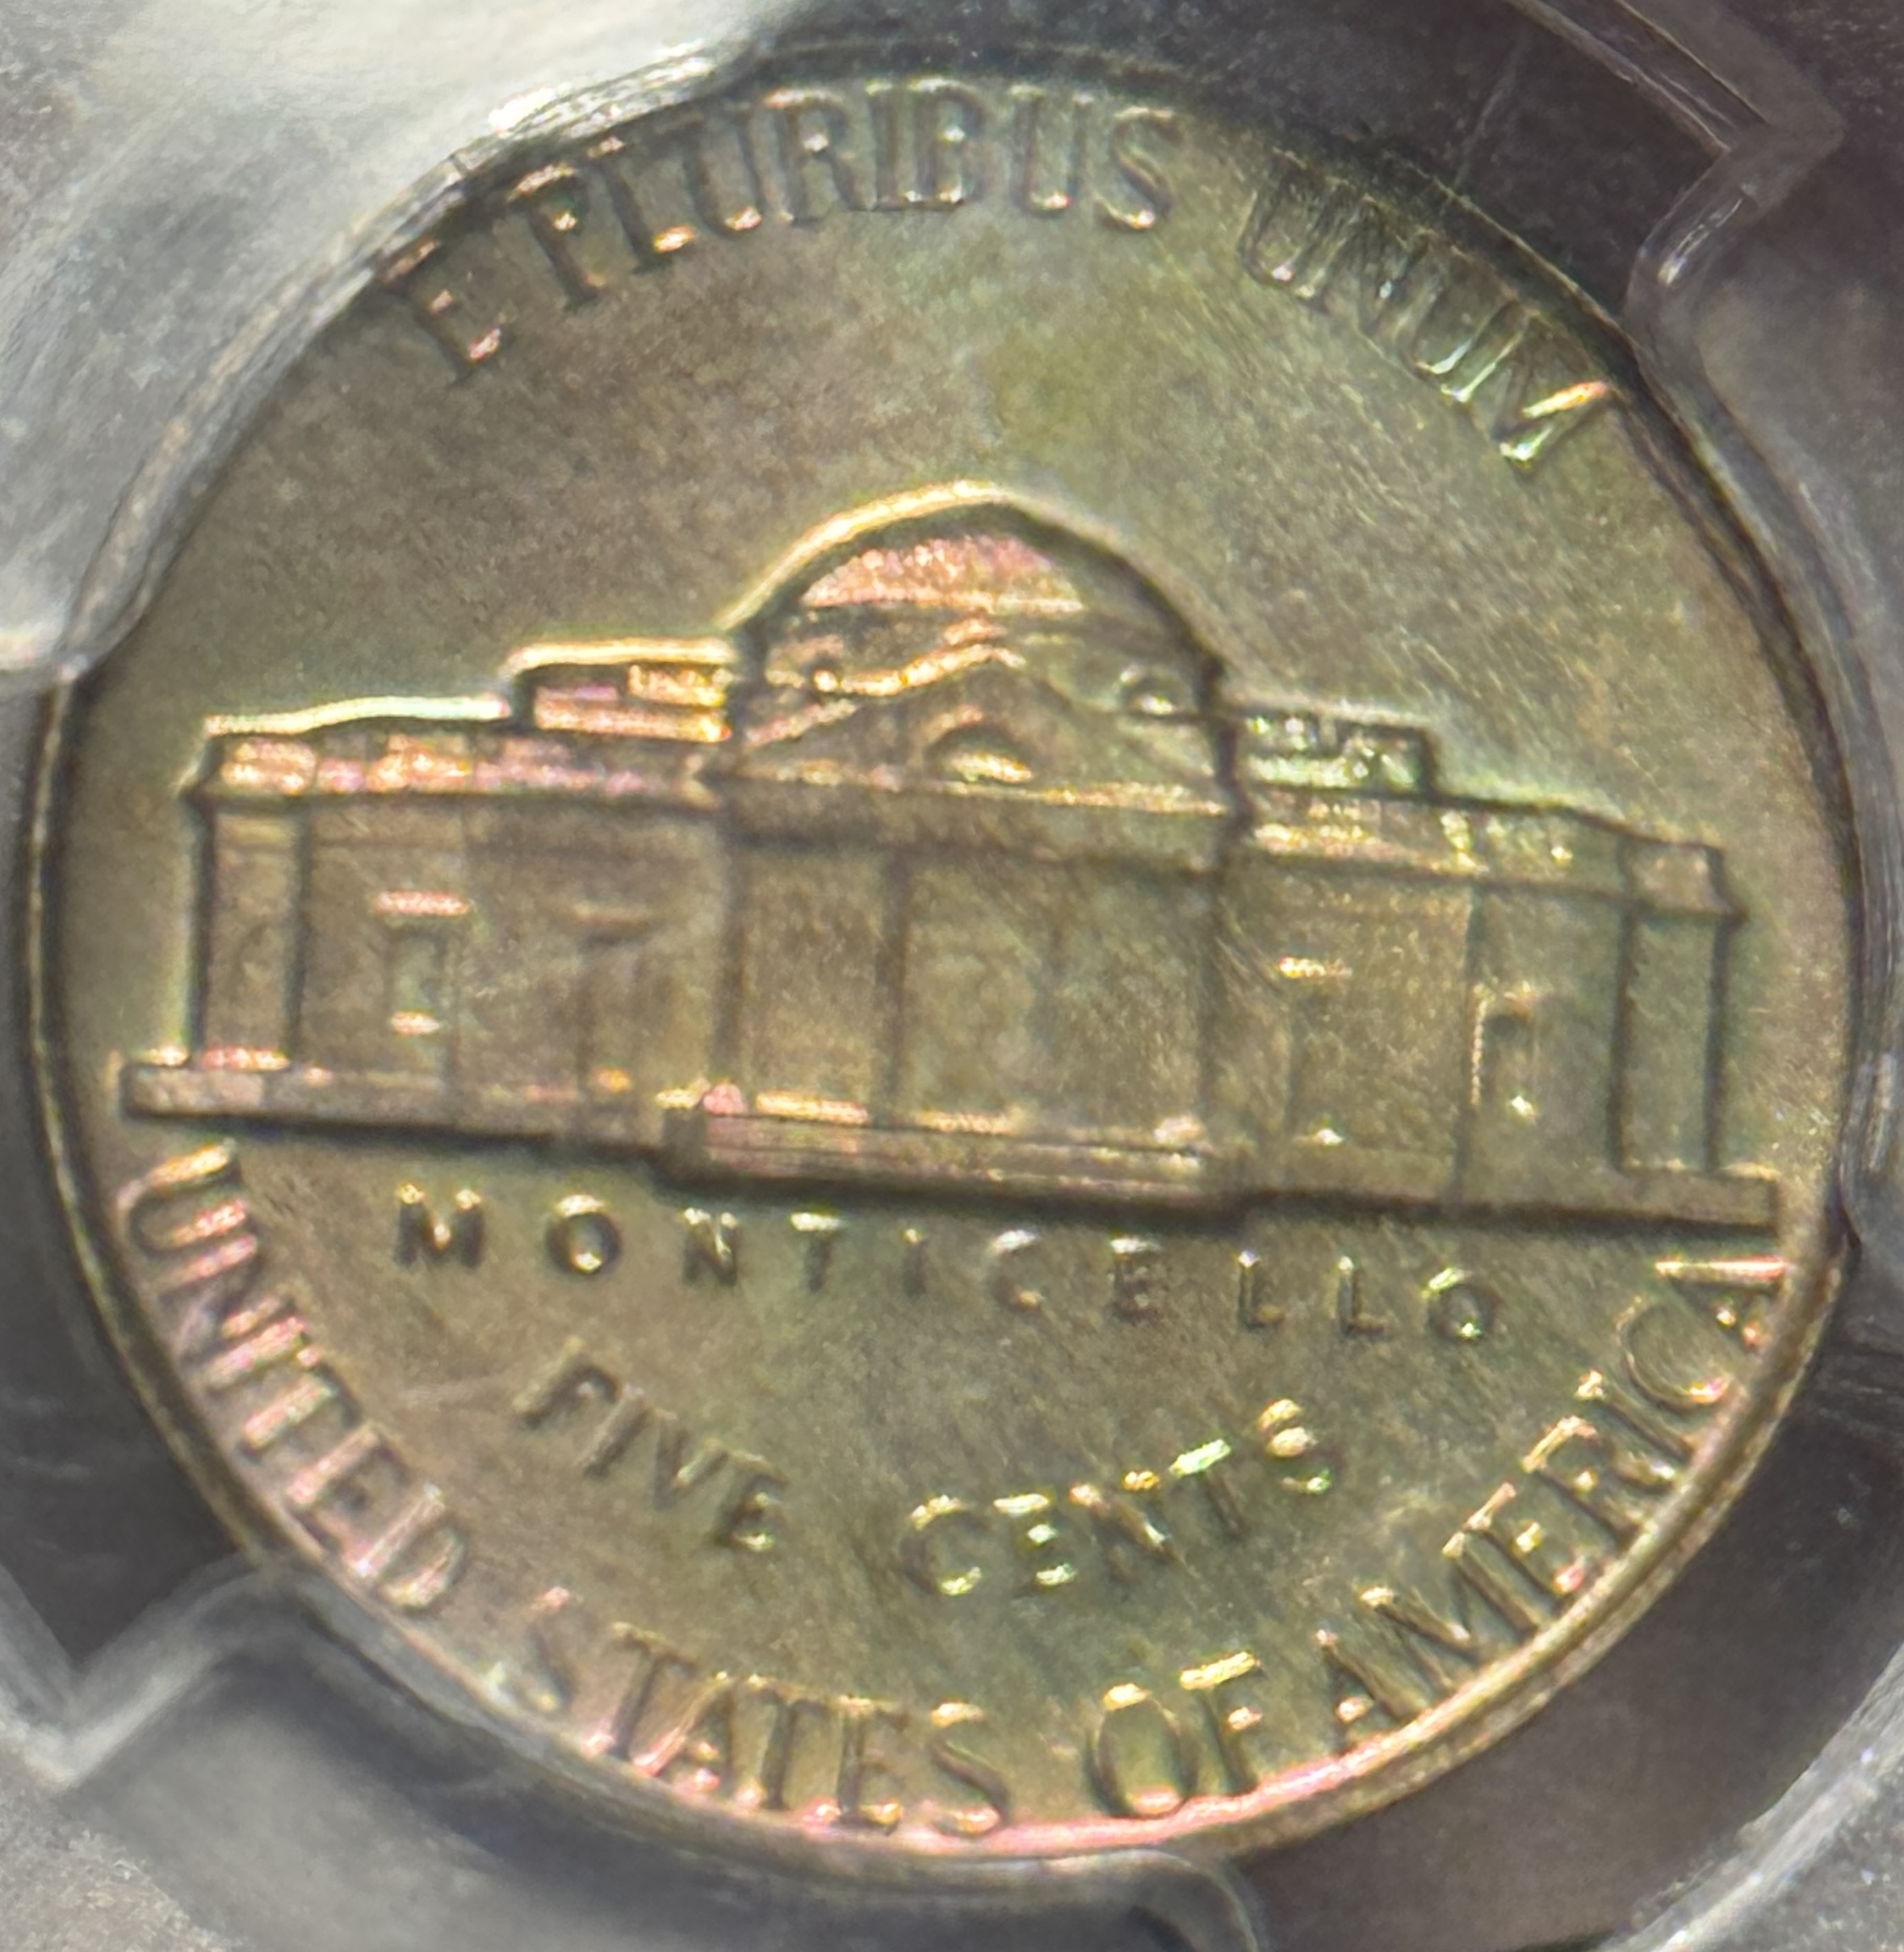 E PLURIBUS UNUM
MONTICELLO
FIVE CENTS
UNITED STATES OF AMERICA